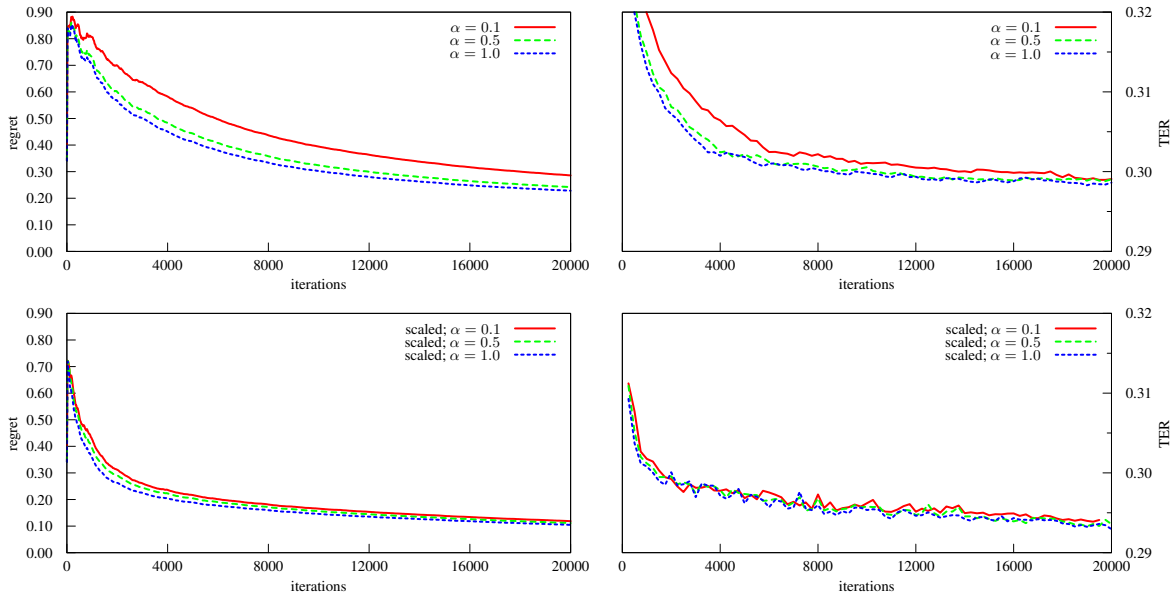 0.90
0.80
0.70
0.60
0.50
0.40
0.30
0.20
0.10
0.00
regret
0 4000 8000 12000 16000 20000
iterations
α = 0.1
α = 0.5
α = 1.0
α = 0.1
α = 0.5
α = 1.0
0.32
0.31
0.30
0.29
TER
0 4000 8000 12000 16000 20000
iterations
0.90
0.80
0.70
0.60
0.50
0.40
0.30
0.20
0.10
0.00
regret
0 4000 8000 12000 16000 20000
iterations
scaled; α = 0.1
scaled; α = 0.5
scaled; α = 1.0
scaled; α = 0.1
scaled; α = 0.5
scaled; α = 1.0
0.32
0.31
0.30
0.29
TER
0 4000 8000 12000 16000 20000
iterations